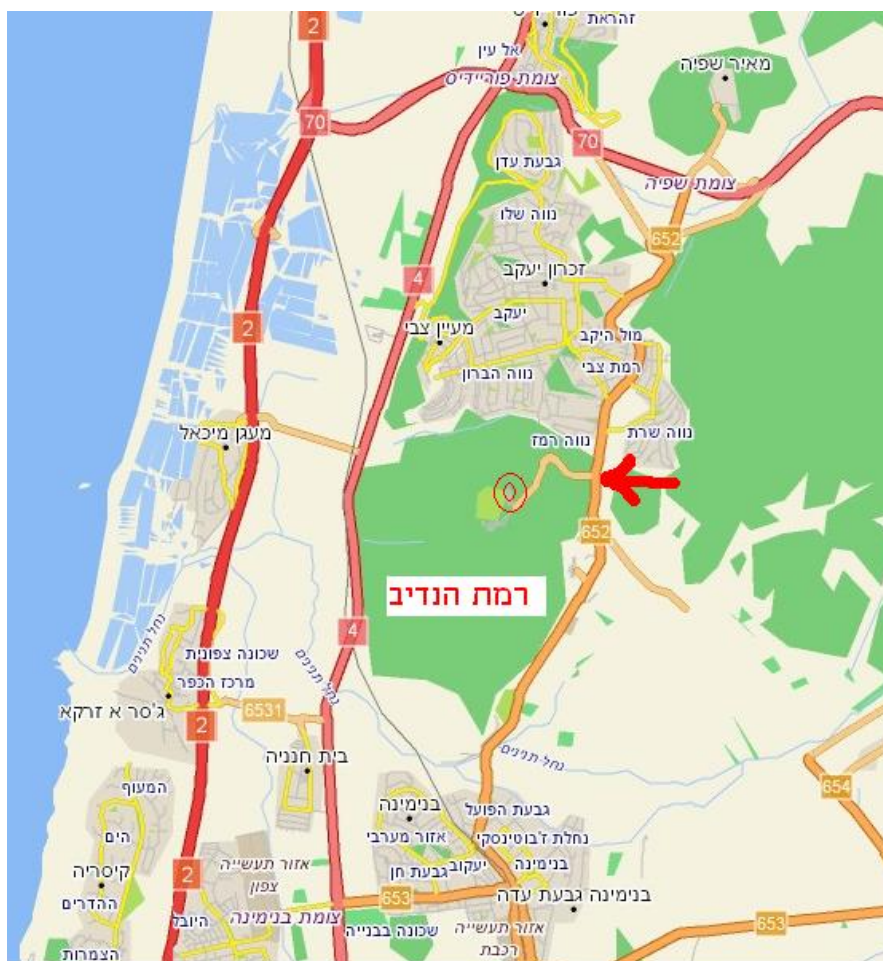 2
זהראת
אל עין
צומת פוריידיס
מאיר שפיה
70
70
גבעת עדן
צומת שפיה
נווה שלו
652
זכרון יעקב
4
יעקב
מעיין צבי
2
מול היקב
רמת צבי
נווה הברון
מעגן מיכאל
נווה רמז
נווה שרת
652
רמת הנדיב
נחל תנינים
4
שכונה צפונית
מרכז הכפר
נחל תנינים
ג'סר א זרקא
6531
2
בית חנניה
נחל תנינים
המעוף
בנימינה
גבעת הפועל
654
הים
אזור מערבי
נחלת ז'בוטינסקי
קיסריה
2
אזור תעשייה
צפון
יעקוב
בנימינה
גבעת חן
ההדרים
653
בנימינה גבעת עדה
היובל
צומת בנימינה
שכונה בבנייה
אזור תעשייה
רכבת
653
הצמרות